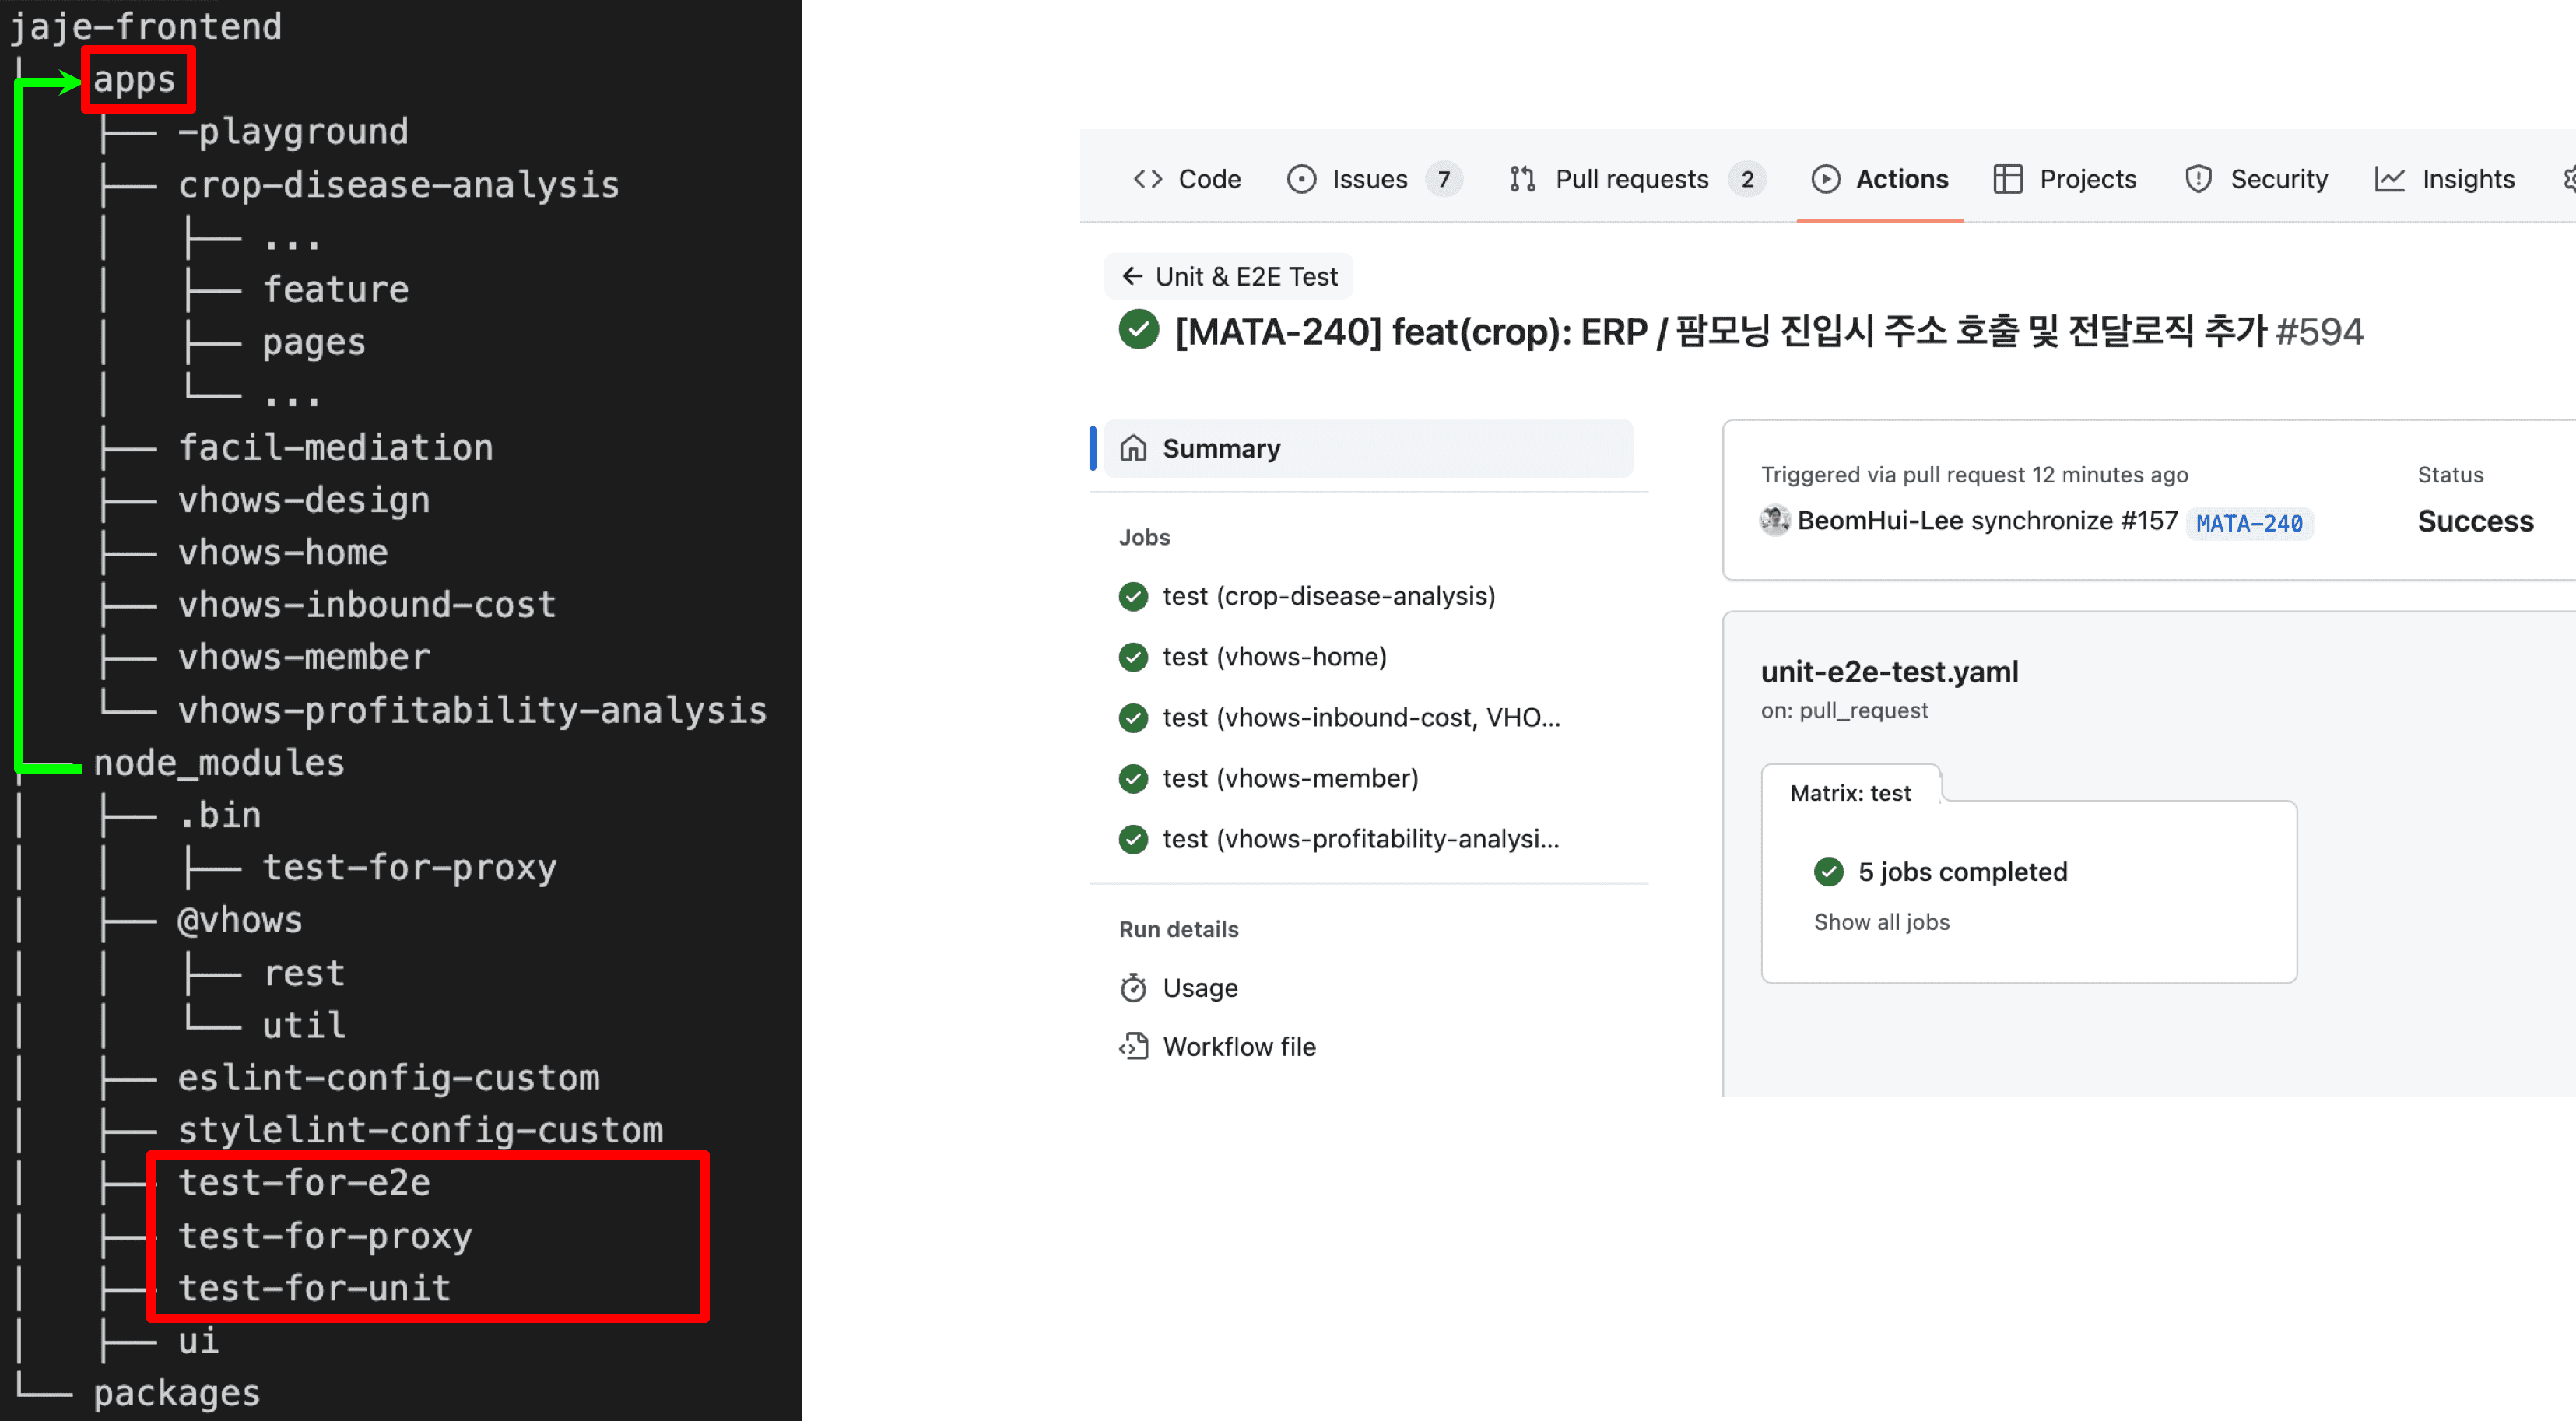 jaje-frontend
apps
-playground
crop-disease-analysis
...
feature
pages
...
facil-mediation
vhows-design
vhows-home
vhows-inbound-cost
vhows-member
vhows-profitability-analysis
node_modules
.bin
test-for-proxy
@vhows
rest
util
eslint-config-custom
stylelint-config-custom
test-for-e2e
test-for-proxy
test-for-unit
ui
packages
Code Issues 7 Pull requests 2 Actions Projects Security Insights
Unit & E2E Test
[MATA-240] feat(crop): ERP / 팜모닝 진입시 주소 호출 및 전달로직 추가 #594
Summary
Jobs
test (crop-disease-analysis)
test (vhows-home)
test (vhows-inbound-cost, VHO...
test (vhows-member)
test (vhows-profitability-analysi...
Run details
Usage
Workflow file
Triggered via pull request 12 minutes ago
BeomHui-Lee synchronize #157 MATA-240
Status
Success
unit-e2e-test.yaml
on: pull_request
Matrix: test
5 jobs completed
Show all jobs